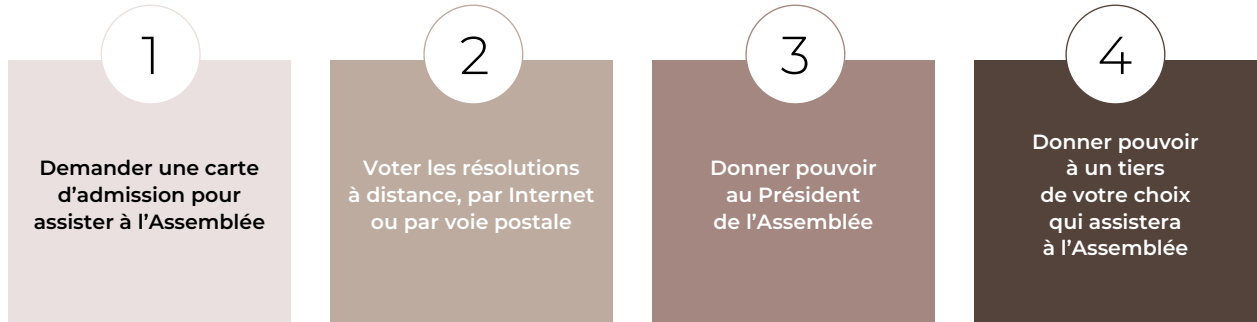 1
Demander une carte
d’admission pour
assister à l’Assemblée
2
Voter les résolutions
à distance, par Internet
ou par voie postale
3
Donner pouvoir
au Président
de l’Assemblée
4
Donner pouvoir
à un tiers
de votre choix
qui assistera
à l’Assemblée